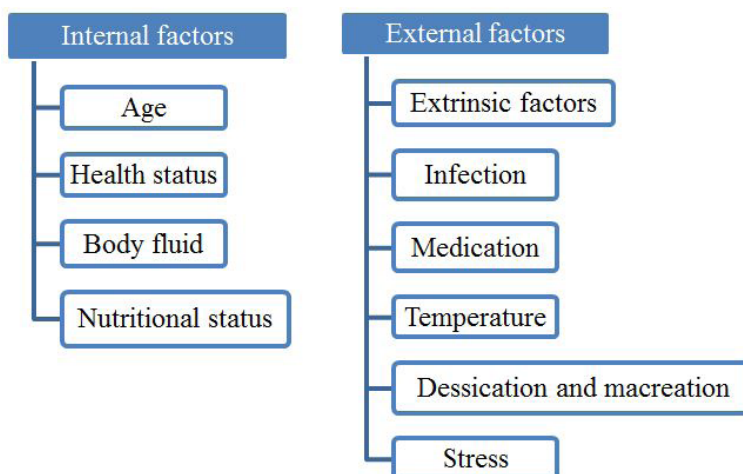 Internal factors
Age
Health status
Body fluid
Nutritional status
External factors
Extrinsic factors
Infection
Medication
Temperature
Dessication and macreation
Stress